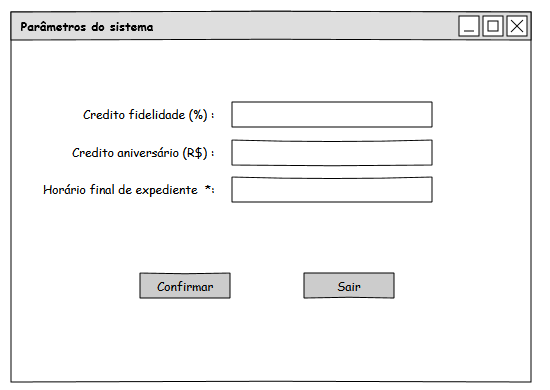 Parâmetros do sistema
Credito fidelidade (%) :
Credito aniversário (R$) :
Horário final de expediente *:
Confirmar Sair